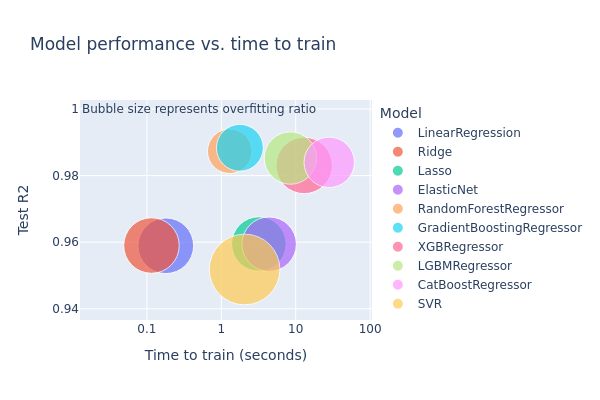 Model performance vs. time to train
Bubble size represents overfitting ratio
Test R2
1
0.98
0.96
0.94
0.1
1
10
100
Time to train (seconds)
Model
LinearRegression
Ridge
Lasso
ElasticNet
RandomForestRegressor
GradientBoostingRegressor
XGBRegressor
LGBMRegressor
CatBoostRegressor
SVR